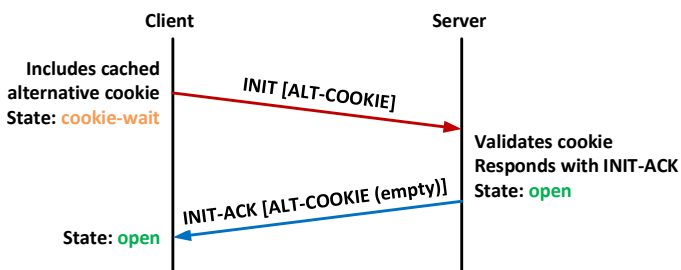 Client
Server
Includes cached
alternative cookie
State: cookie-wait
INIT [ALT-COOKIE]
Validates cookie
Responds with INIT-ACK
State: open
INIT-ACK [ALT-COOKIE (empty)]
State: open